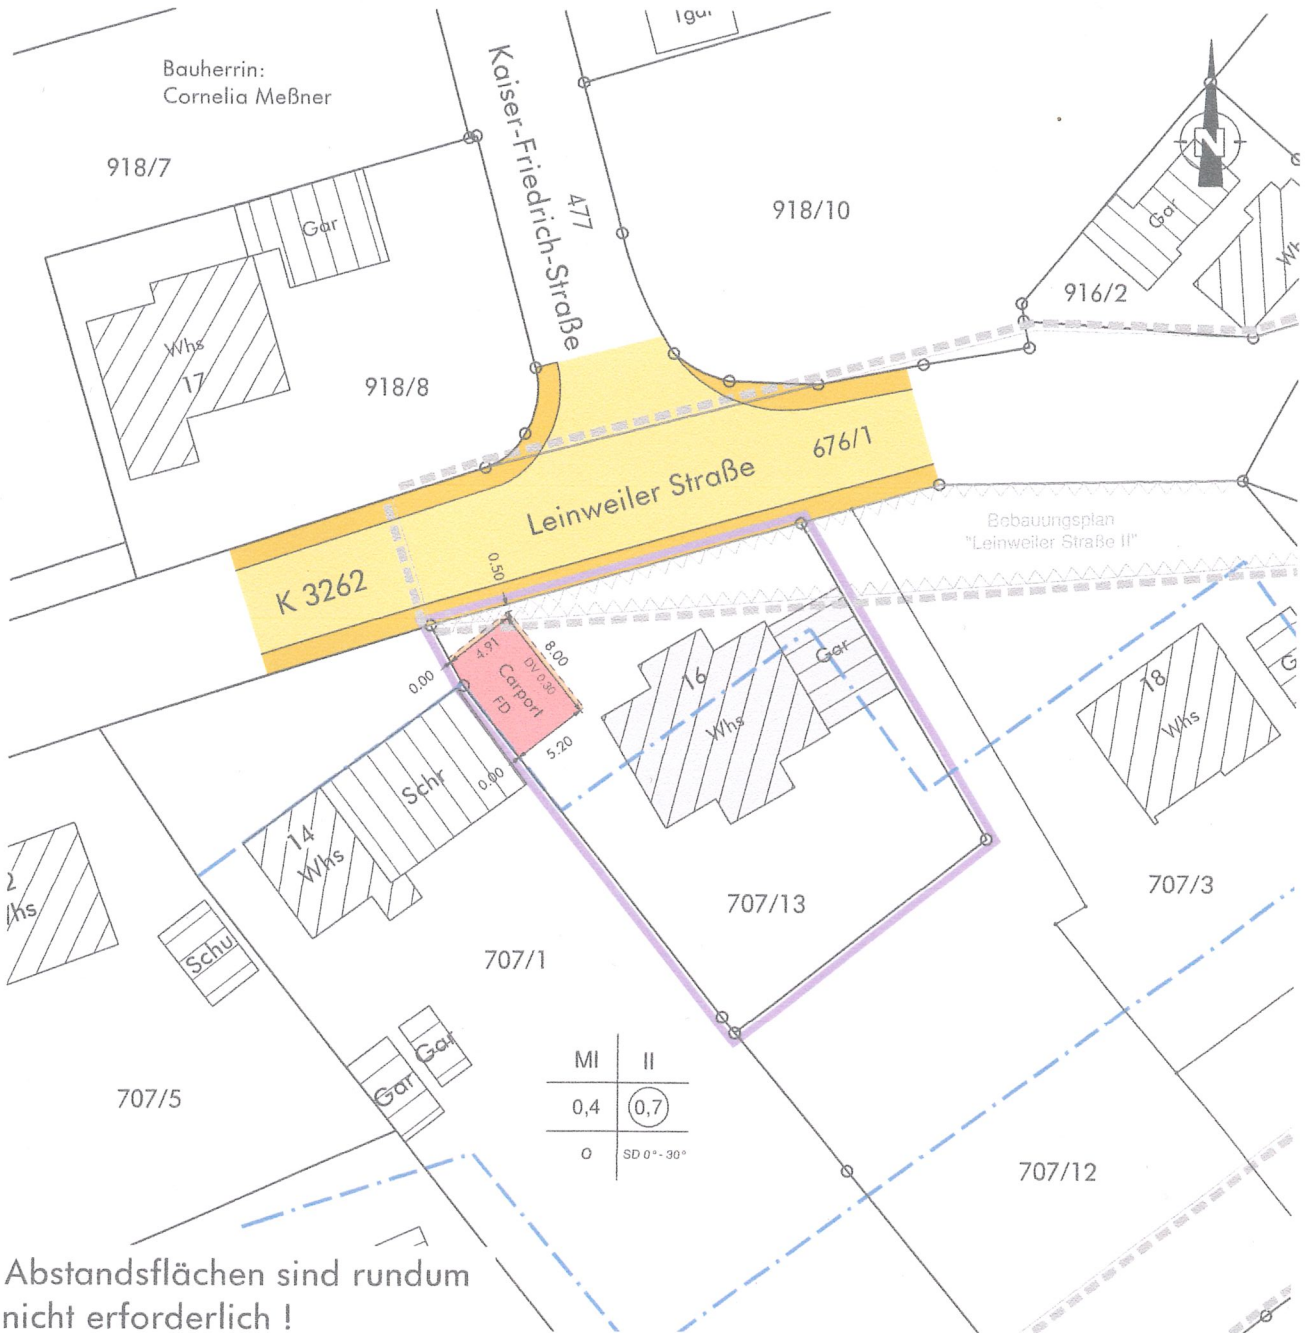 Tgar
Bauherrin:
Cornelia Meßner
Kaiser-Friedrich-Straße
477
N
918/7
918/10
Gar
Gar
916/2
Whs
17
918/8
676/1
Leinweiler Straße
K 3262
Bebauungsplan
"Leinweiler Straße II"
0.50
0.00
4.91
8.00
DV 0.30
Carport
FD
5.20
0.00
Gar
16
Whs
18
Whs
G
Schr
14
Whs
2
Whs
Schu
707/3
707/13
707/1
Gar
Gar
707/5
MI II
0,4 0,7
O SD 0°- 30°
707/12
Abstandsflächen sind rundum
nicht erforderlich !